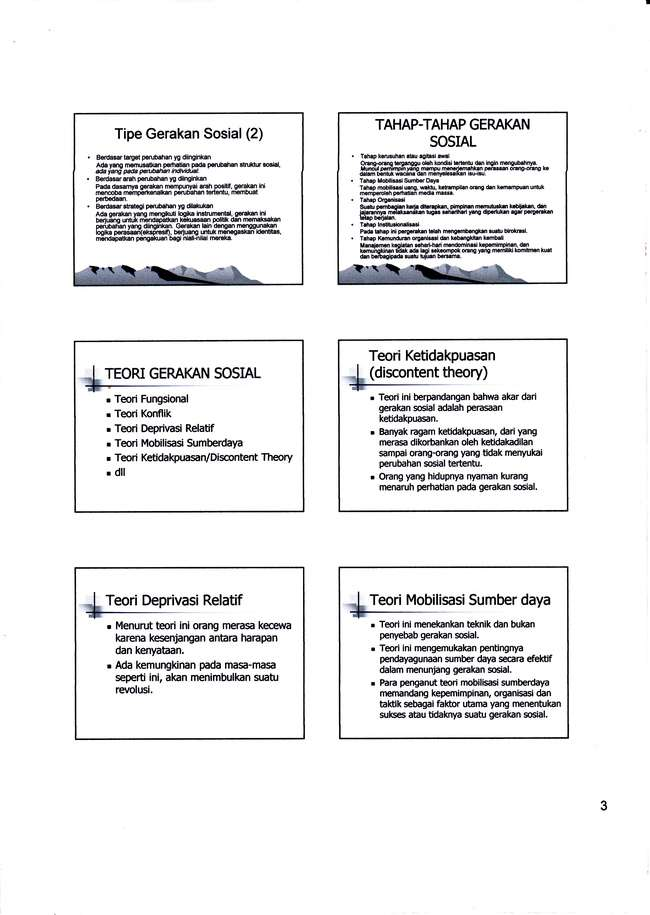 Tipe Gerakan Sosial (2)
• Berdasar target perubahan yg diinginkan
Ada yang memusatkan perhatian pada perubahan struktur sosial,
ada yang pada perubahan individual.
• Berdasar arah perubahan yg diinginkan
Pada dasarnya gerakan mempunyai arah positif, gerakan ini
mencoba memperkenalkan perubahan tertentu, membuat
perbedaan.
• Berdasar strategi perubahan yg dilakukan
Ada gerakan yang mengikuti logika instrumental, gerakan ini
berjuang untuk mendapatkan kekuasaan politik dan memaksakan
perubahan yang diinginkan. Gerakan lain dengan menggunakan
logika perasaan(ekspresif), berjuang untuk menegaskan identitas,
mendapatkan pengakuan bagi nilai-nilai mereka.
TAHAP-TAHAP GERAKAN
SOSIAL
• Tahap kerusuhan atau agitasi awal
Orang-orang terganggu oleh kondisi tertentu dan ingin mengubahnya.
Muncul pemimpin yang mampu menerjemahkan perasaan orang-orang ke
dalam bentuk wacana dan menyelesaikan isu-isu.
• Tahap Mobilisasi Sumber Daya
Tahap mobilisasi uang, waktu, ketrampilan orang dan kemampuan untuk
memperoleh perhatian media massa.
• Tahap Organisasi
Suatu pembagian kerja diterapkan, pimpinan memutuskan kebijakan, dan
jajarannya melaksanakan tugas sehari-hari yang diperlukan agar pergerakan
tetap berjalan.
• Tahap Institusionalisasi
Pada tahap ini pergerakan telah mengembangkan suatu birokrasi.
• Tahap Kemunduran organisasi dan kebangkitan kembali
Manajemen kegiatan sehari-hari mendominasi kepemimpinan, dan
kemungkinan tidak ada lagi sekeompok orang yang memiliki komitmen kuat
dan berbagipada suatu tujuan bersama.
TEORI GERAKAN SOSIAL
■ Teori Fungsional
■ Teori Konflik
■ Teori Deprivasi Relatif
■ Teori Mobilisasi Sumberdaya
■ Teori Ketidakpuasan/Discontent Theory
■ dll
Teori Ketidakpuasan
(discontent theory)
■ Teori ini berpandangan bahwa akar dari
gerakan sosial adalah perasaan
ketidakpuasan.
■ Banyak ragam ketidakpuasan, dari yang
merasa dikorbankan oleh ketidakadilan
sampai orang-orang yang tidak menyukai
perubahan sosial tertentu.
■ Orang yang hidupnya nyaman kurang
menaruh perhatian pada gerakan sosial.
Teori Deprivasi Relatif
■ Menurut teori ini orang merasa kecewa
karena kesenjangan antara harapan
dan kenyataan.
■ Ada kemungkinan pada masa-masa
seperti ini, akan menimbulkan suatu
revolusi.
Teori Mobilisasi Sumber daya
■ Teori ini menekankan teknik dan bukan
penyebab gerakan sosial.
■ Teori ini mengemukakan pentingnya
pendayagunaan sumber daya secara efektif
dalam menunjang gerakan sosial.
■ Para penganut teori mobilisasi sumberdaya
memandang kepemimpinan, organisasi dan
taktik sebagai faktor utama yang menentukan
sukses atau tidaknya suatu gerakan sosial.
3